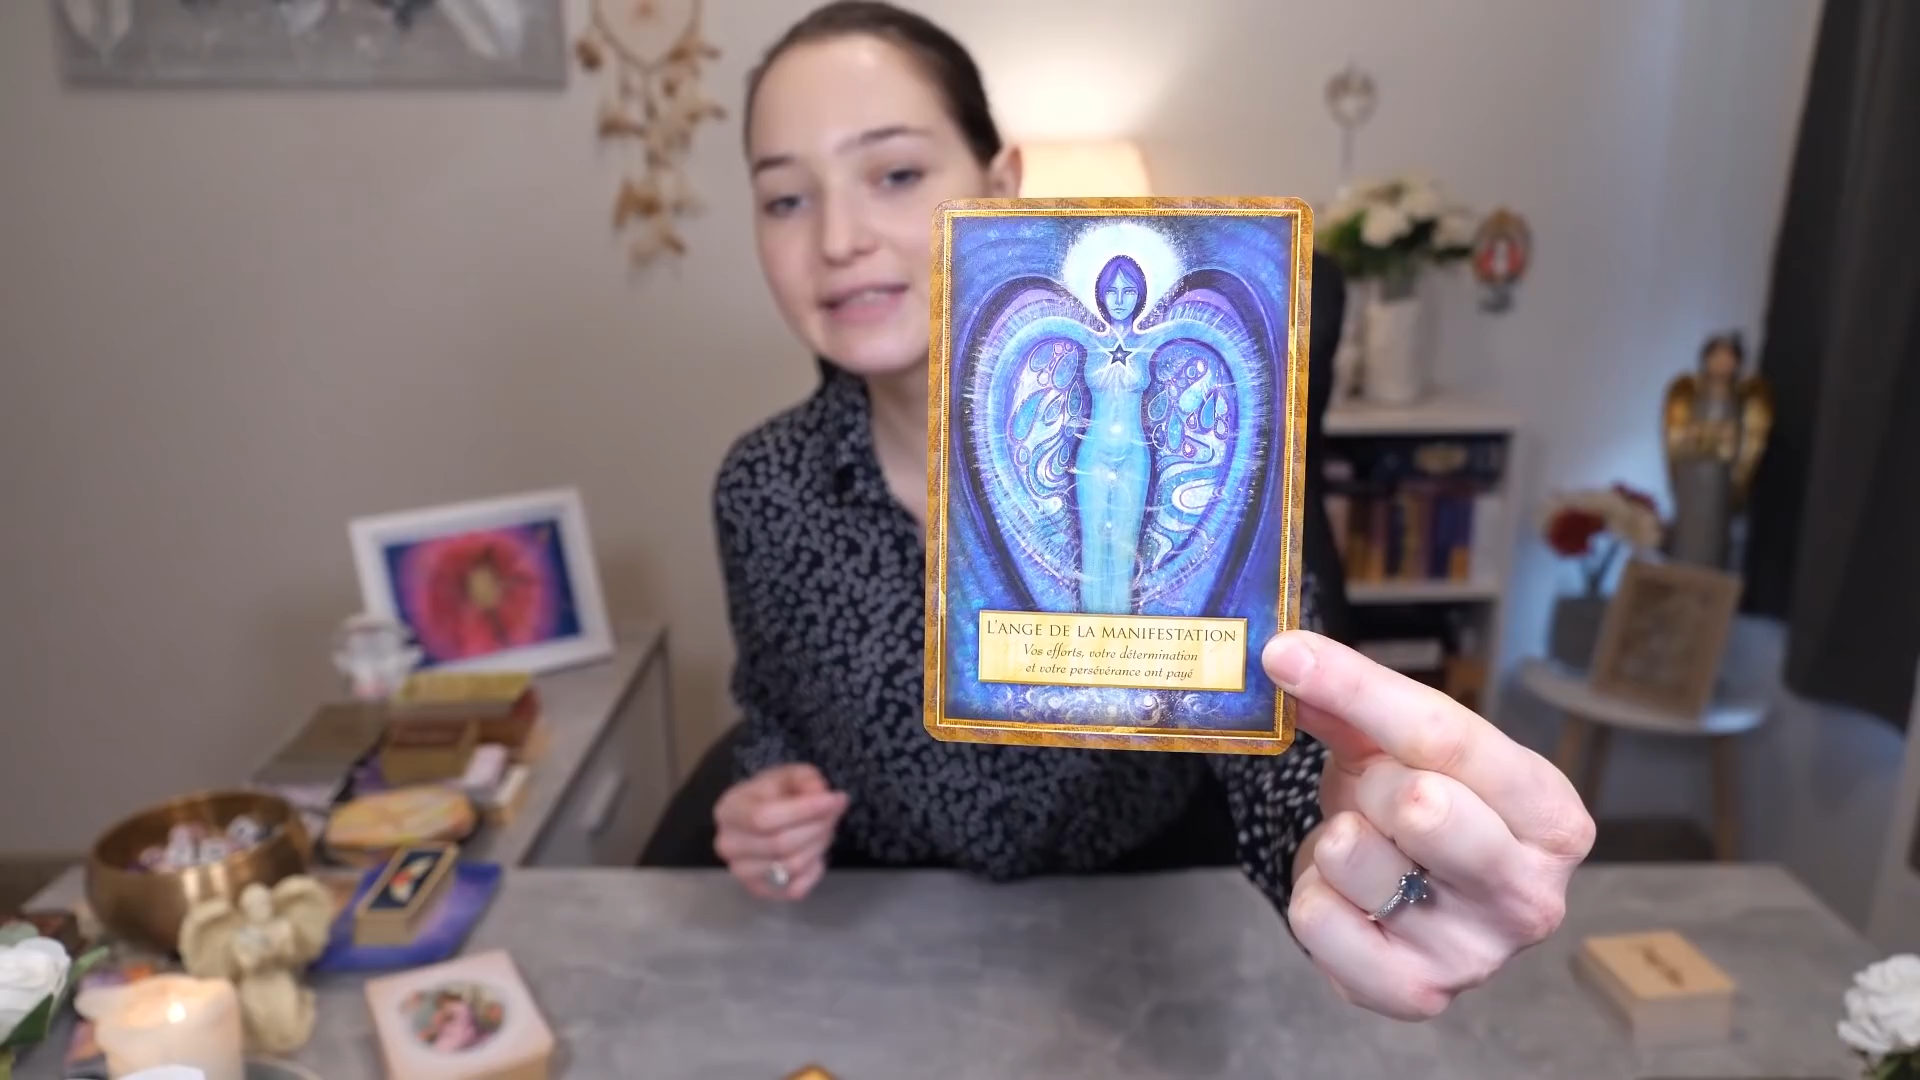 L'ANGE DE LA MANIFESTATION
Vos efforts, votre détermination
et votre persévérance ont payé